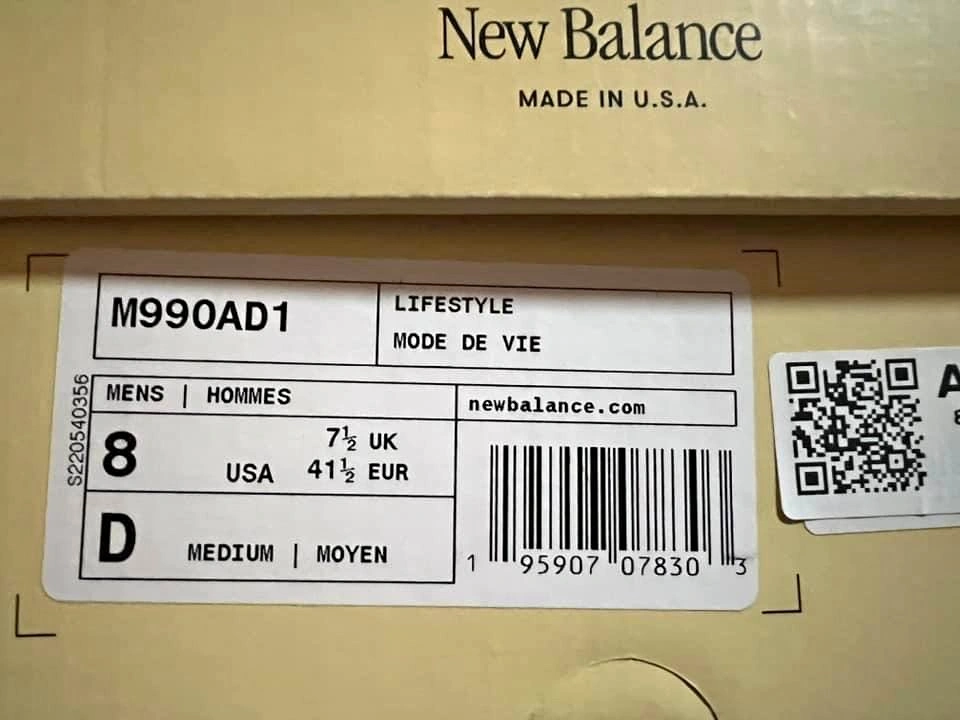 New Balance
MADE IN U.S.A.
M990AD1
LIFESTYLE
MODE DE VIE
MENS | HOMMES
newbalance.com
8
7½ UK
USA 41½ EUR
D
MEDIUM | MOYEN
1 95907 07830 3
S220540356
A